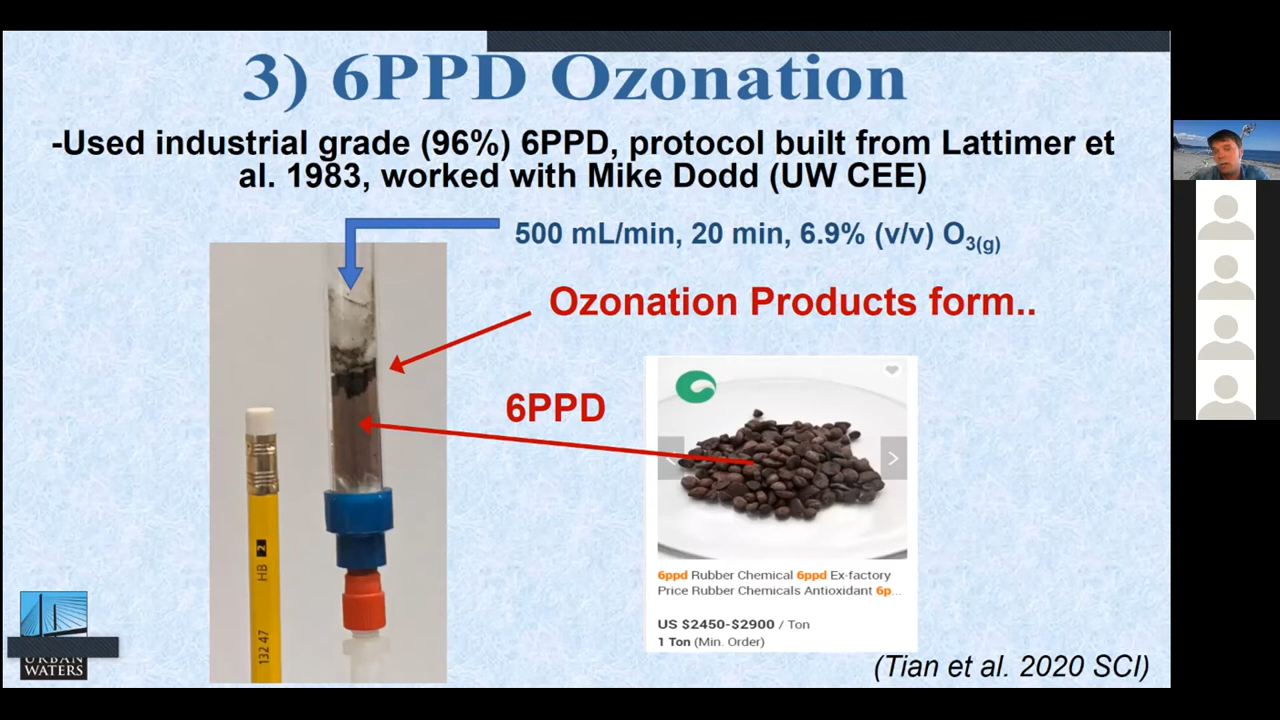 3) 6PPD Ozonation
-Used industrial grade (96%) 6PPD, protocol built from Lattimer et
al. 1983, worked with Mike Dodd (UW CEE)
500 mL/min, 20 min, 6.9% (v/v) O3(g)
Ozonation Products form..
6PPD
HB 2
132 47
6ppd Rubber Chemical 6ppd Ex-factory
Price Rubber Chemicals Antioxidant 6p...
US $2450-$2900 / Ton
1 Ton (Min. Order)
URBAN
WATERS
(Tian et al. 2020 SCI)